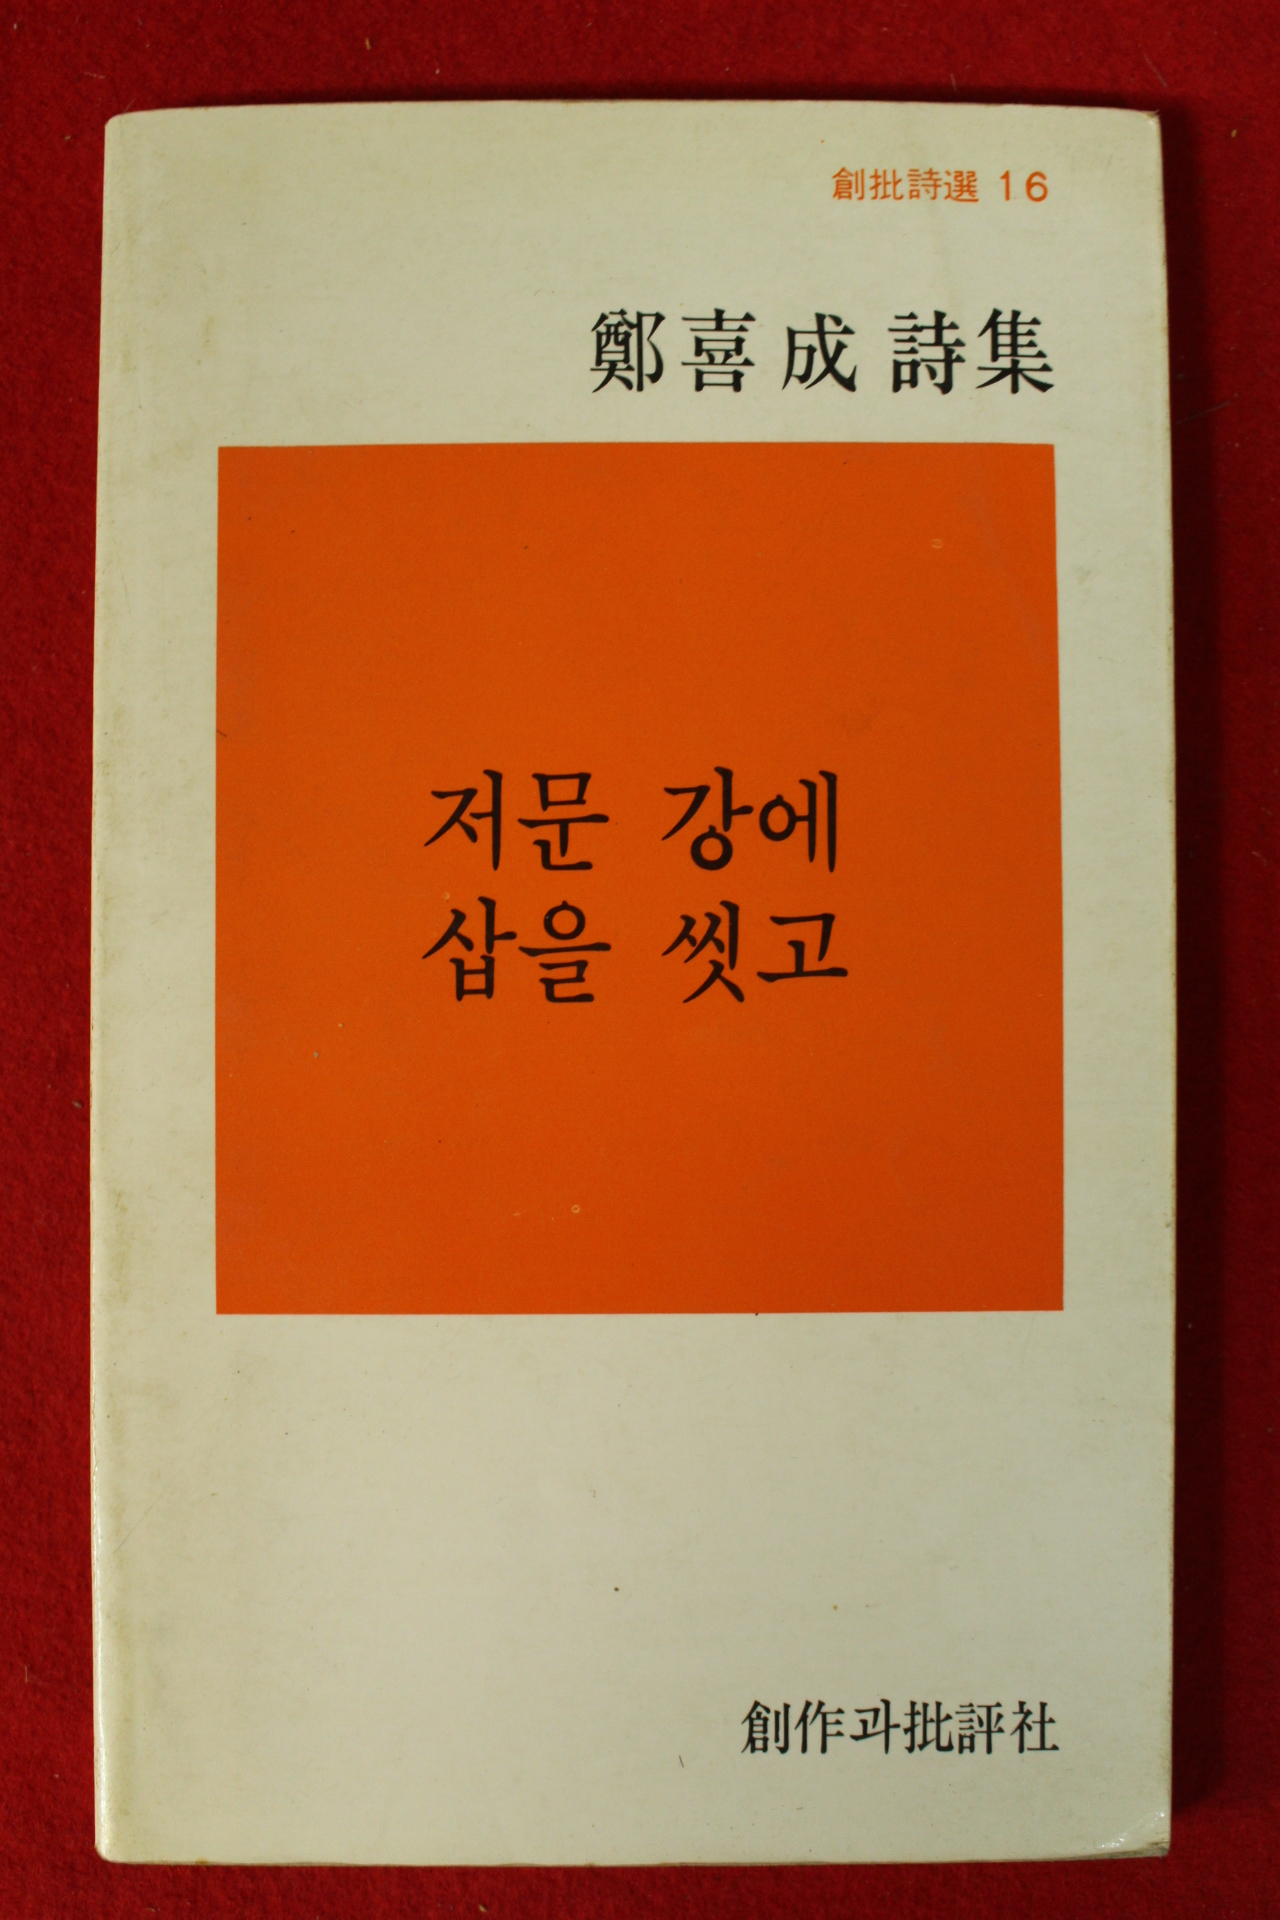 創批詩選 16
鄭喜成 詩集
저문 강에
삽을 씻고
創作과批評社